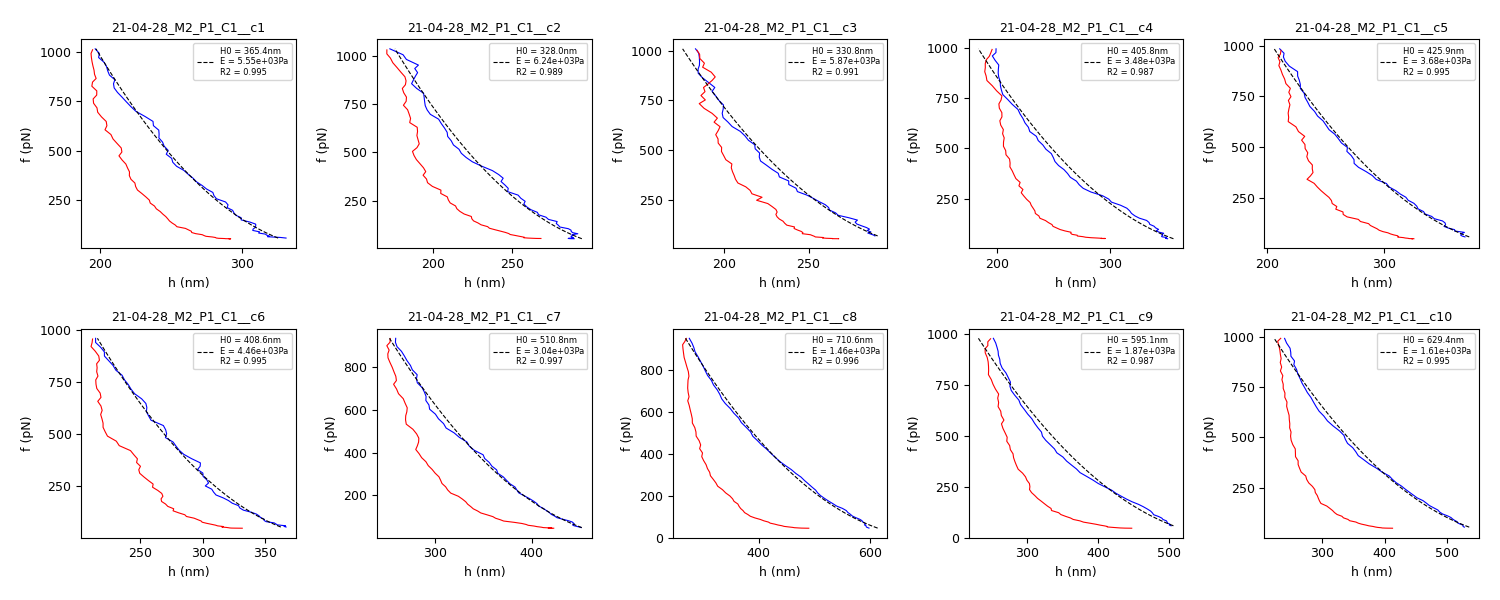 21-04-28_M2_P1_C1__c1
f (pN)
1000
750
500
250
200
300
h (nm)
H0 = 365.4nm
E = 5.55e+03Pa
R2 = 0.995
21-04-28_M2_P1_C1__c2
f (pN)
1000
750
500
250
200
250
h (nm)
H0 = 328.0nm
E = 6.24e+03Pa
R2 = 0.989
21-04-28_M2_P1_C1__c3
f (pN)
1000
750
500
250
200
250
h (nm)
H0 = 330.8nm
E = 5.87e+03Pa
R2 = 0.991
21-04-28_M2_P1_C1__c4
f (pN)
1000
750
500
250
200
300
h (nm)
H0 = 405.8nm
E = 3.48e+03Pa
R2 = 0.987
21-04-28_M2_P1_C1__c5
f (pN)
1000
750
500
250
200
300
h (nm)
H0 = 425.9nm
E = 3.68e+03Pa
R2 = 0.995
21-04-28_M2_P1_C1__c6
f (pN)
1000
750
500
250
250
300
350
h (nm)
H0 = 408.6nm
E = 4.46e+03Pa
R2 = 0.995
21-04-28_M2_P1_C1__c7
f (pN)
800
600
400
200
300
400
h (nm)
H0 = 510.8nm
E = 3.04e+03Pa
R2 = 0.997
21-04-28_M2_P1_C1__c8
f (pN)
800
600
400
200
0
400
600
h (nm)
H0 = 710.6nm
E = 1.46e+03Pa
R2 = 0.996
21-04-28_M2_P1_C1__c9
f (pN)
1000
750
500
250
0
300
400
500
h (nm)
H0 = 595.1nm
E = 1.87e+03Pa
R2 = 0.987
21-04-28_M2_P1_C1__c10
f (pN)
1000
750
500
250
300
400
500
h (nm)
H0 = 629.4nm
E = 1.61e+03Pa
R2 = 0.995